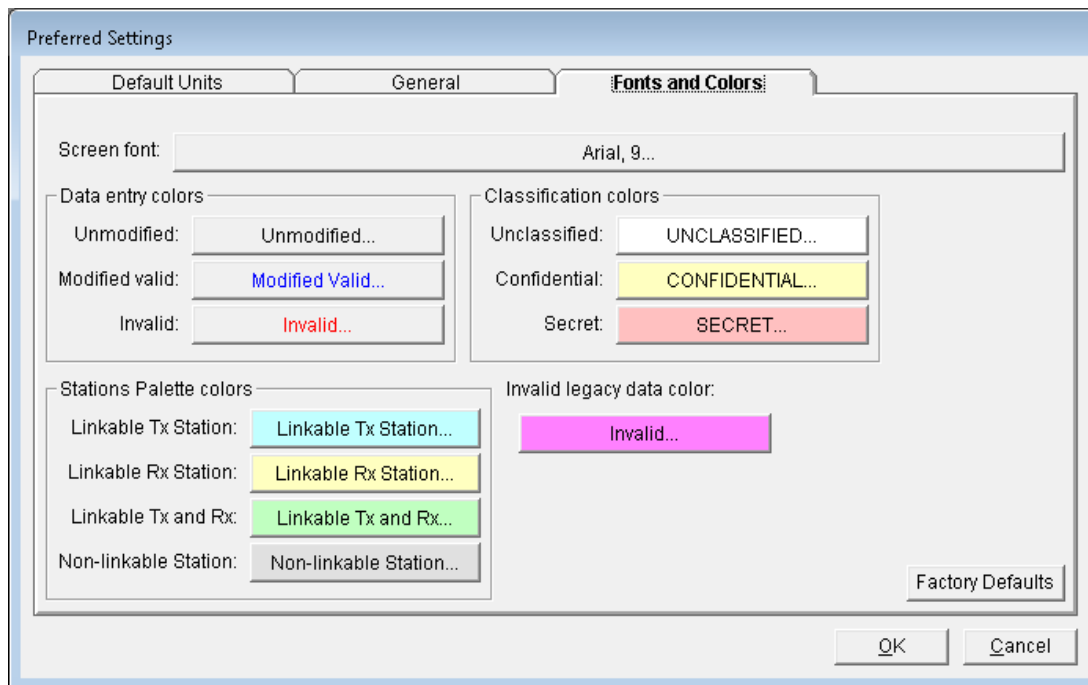 Preferred Settings
Default Units General Fonts and Colors
Screen font: Arial, 9...
Data entry colors
Unmodified: Unmodified...
Modified valid: Modified Valid...
Invalid: Invalid...
Classification colors
Unclassified: UNCLASSIFIED...
Confidential: CONFIDENTIAL...
Secret: SECRET...
Stations Palette colors
Linkable Tx Station: Linkable Tx Station...
Linkable Rx Station: Linkable Rx Station...
Linkable Tx and Rx: Linkable Tx and Rx...
Non-linkable Station: Non-linkable Station...
Invalid legacy data color:
Invalid...
Factory Defaults
OK Cancel